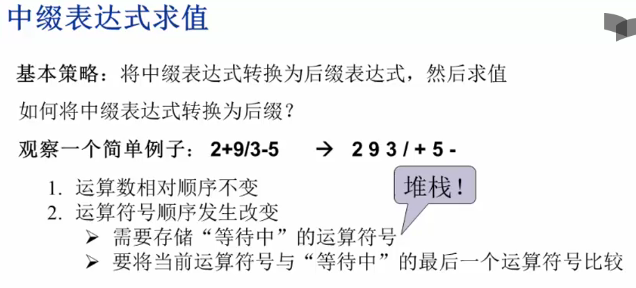 中缀表达式求值
基本策略：将中缀表达式转换为后缀表达式，然后求值
如何将中缀表达式转换为后缀？
观察一个简单例子： 2+9/3-5 → 2 9 3 / + 5 -
1. 运算数相对顺序不变
堆栈！
2. 运算符号顺序发生改变
➢ 需要存储“等待中”的运算符号
➢ 要将当前运算符号与“等待中”的最后一个运算符号比较